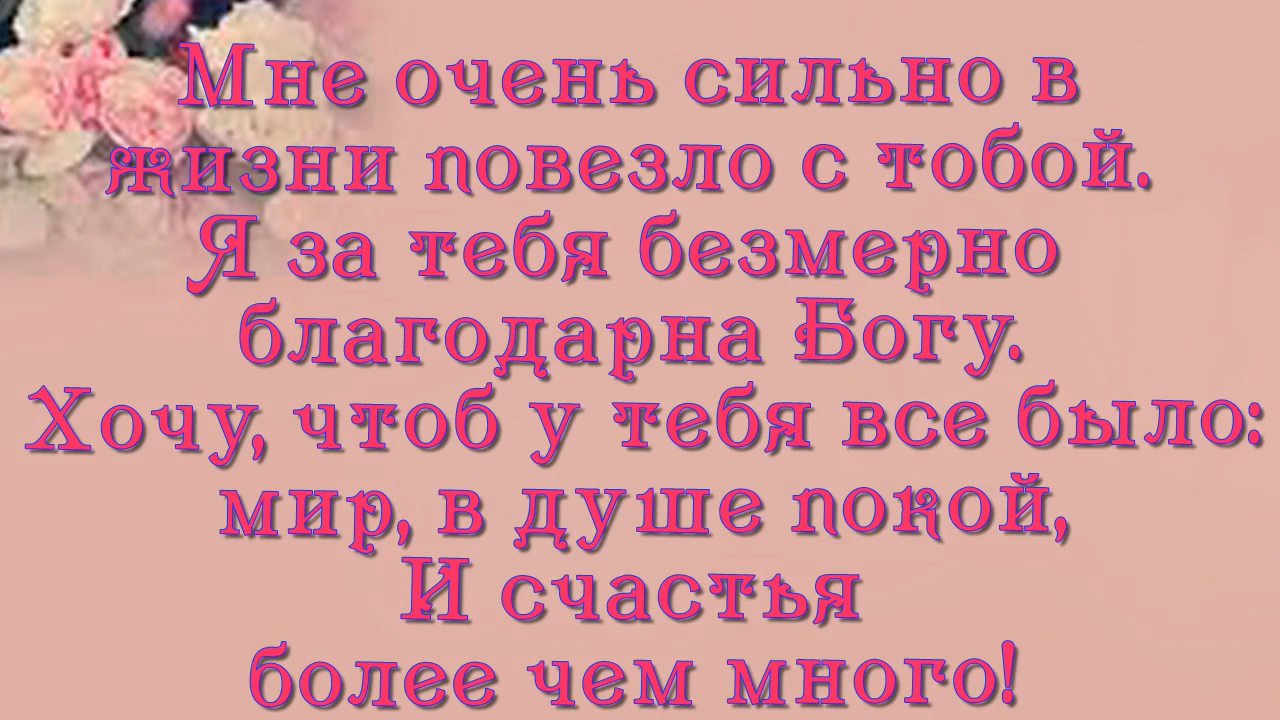 Мне очень сильно в
жизни повезло с тобой.
Я за тебя безмерно
благодарна Богу.
Хочу, чтоб у тебя все было:
мир, в душе покой,
И счастья
более чем много!